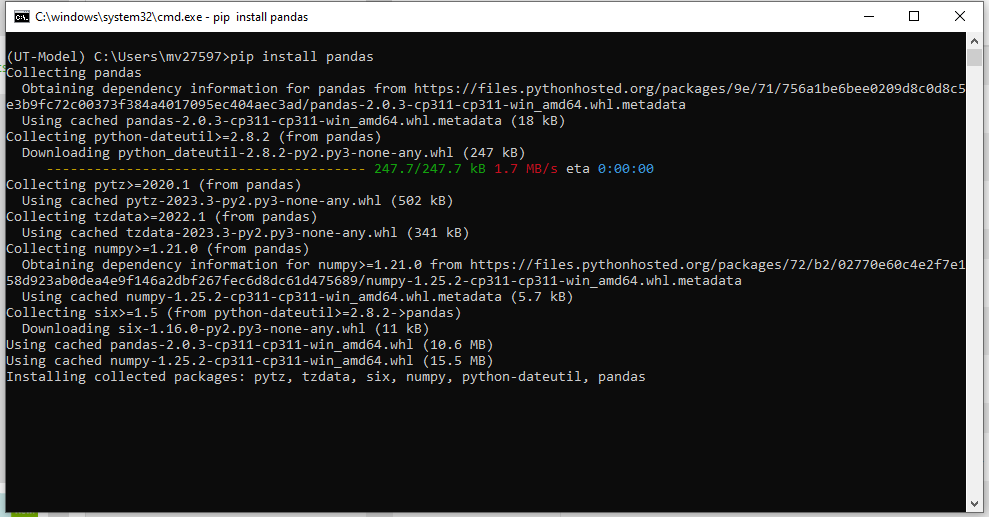 C:\windows\system32\cmd.exe - pip  install pandas
(UT-Model) C:\Users\mv27597>pip install pandas
Collecting pandas
  Obtaining dependency information for pandas from https://files.pythonhosted.org/packages/9e/71/756a1be6bee0209d8c0d8c5
e3b9fc72c00373f384a4017095ec404aec3ad/pandas-2.0.3-cp311-cp311-win_amd64.whl.metadata
  Using cached pandas-2.0.3-cp311-cp311-win_amd64.whl.metadata (18 kB)
Collecting python-dateutil>=2.8.2 (from pandas)
  Downloading python_dateutil-2.8.2-py2.py3-none-any.whl (247 kB)
     ---------------------------------------- 247.7/247.7 kB 1.7 MB/s eta 0:00:00
Collecting pytz>=2020.1 (from pandas)
  Using cached pytz-2023.3-py2.py3-none-any.whl (502 kB)
Collecting tzdata>=2022.1 (from pandas)
  Using cached tzdata-2023.3-py2.py3-none-any.whl (341 kB)
Collecting numpy>=1.21.0 (from pandas)
  Obtaining dependency information for numpy>=1.21.0 from https://files.pythonhosted.org/packages/72/b2/02770e60c4e2f7e1
58d923ab0dea4e9f146a2dbf267fec6d8dc61d475689/numpy-1.25.2-cp311-cp311-win_amd64.whl.metadata
  Using cached numpy-1.25.2-cp311-cp311-win_amd64.whl.metadata (5.7 kB)
Collecting six>=1.5 (from python-dateutil>=2.8.2->pandas)
  Downloading six-1.16.0-py2.py3-none-any.whl (11 kB)
Using cached pandas-2.0.3-cp311-cp311-win_amd64.whl (10.6 MB)
Using cached numpy-1.25.2-cp311-cp311-win_amd64.whl (15.5 MB)
Installing collected packages: pytz, tzdata, six, numpy, python-dateutil, pandas